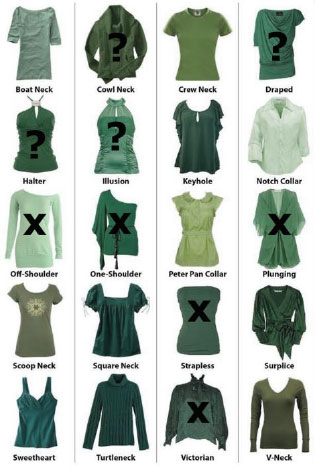 ? ?
Boat Neck Cowl Neck Crew Neck Draped
? ?
Halter Illusion Keyhole Notch Collar
X X X
Off-Shoulder One-Shoulder Peter Pan Collar Plunging
X
Scoop Neck Square Neck Strapless Surplice
X
Sweetheart Turtleneck Victorian V-Neck